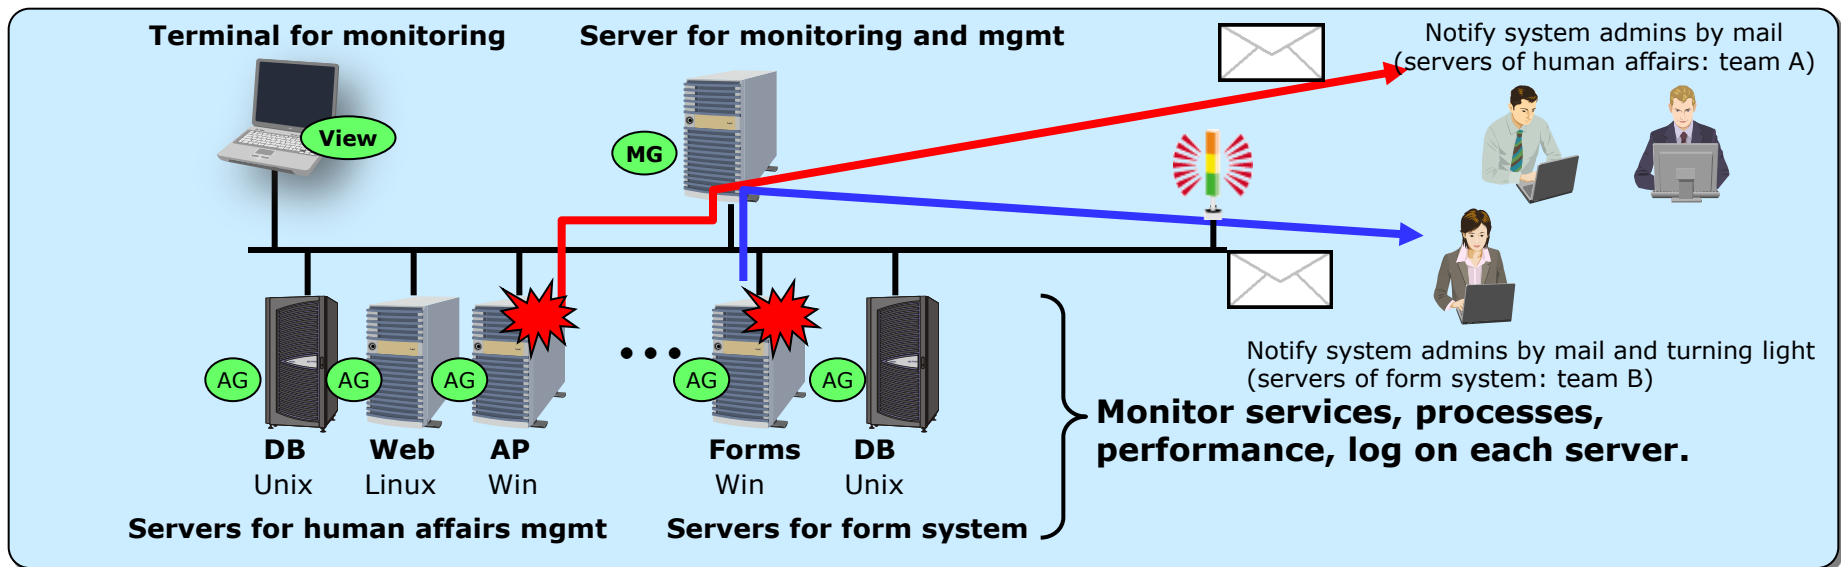 Terminal for monitoring
Server for monitoring and mgmt
Notify system admins by mail
(servers of human affairs: team A)
View
MG
Notify system admins by mail and turning light
(servers of form system: team B)
AG
AG
AG
•••
AG
AG
Monitor services, processes,
performance, log on each server.
DB
Web
AP
Forms
DB
Unix
Linux
Win
Win
Unix
Servers for human affairs mgmt
Servers for form system